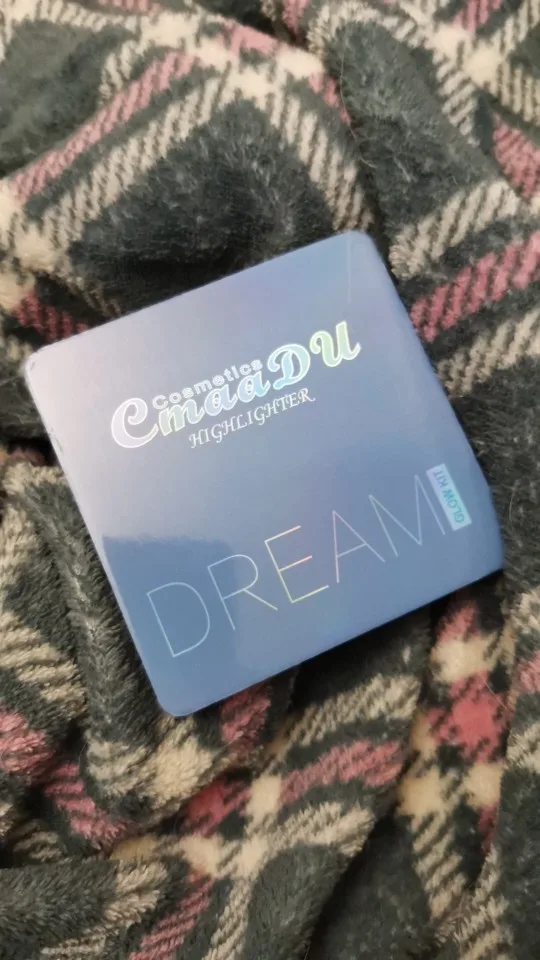 Cosmetics
CmaaDU
HIGHLIGHTER
DREAM
GLOW KIT